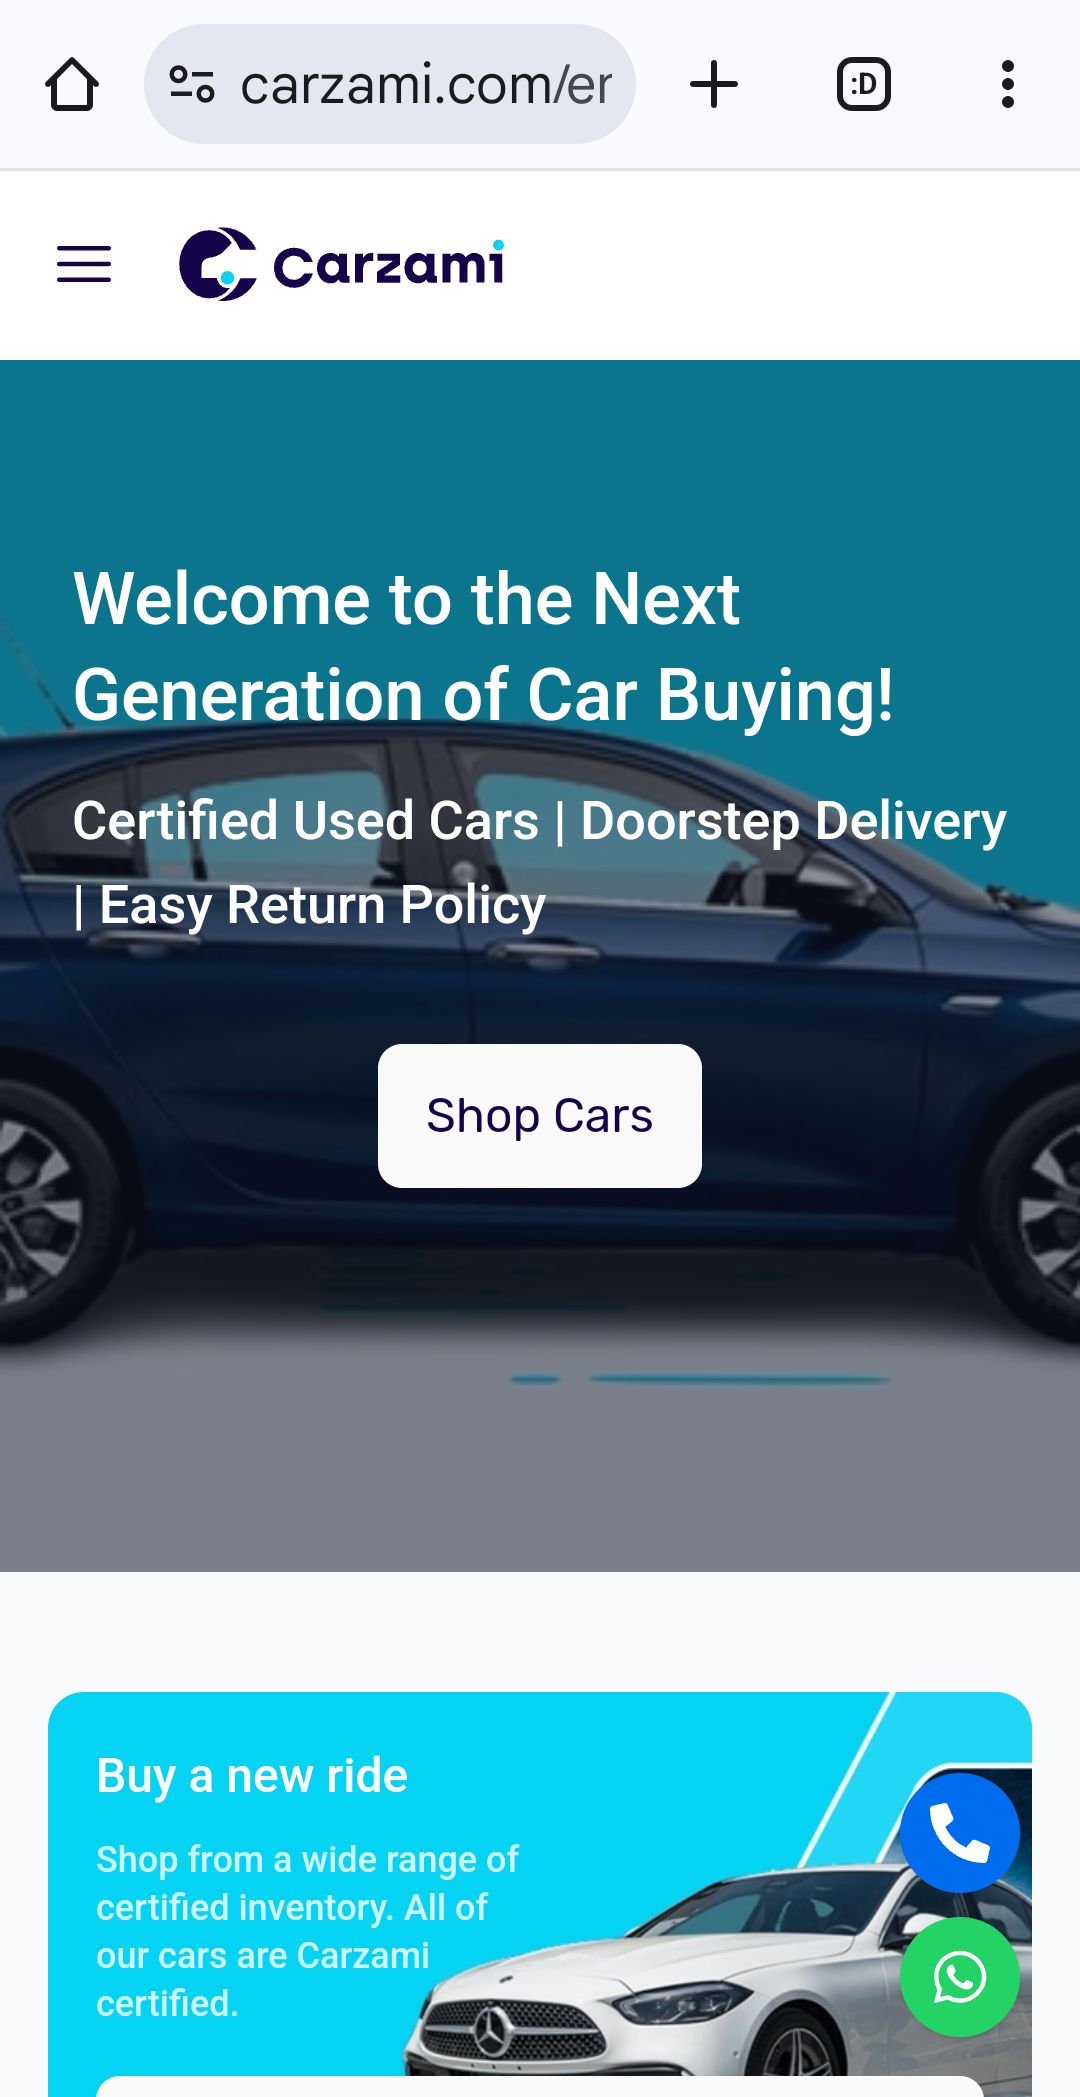 carzami.com/er
:D
Carzami
Welcome to the Next
Generation of Car Buying!
Certified Used Cars | Doorstep Delivery
| Easy Return Policy
Shop Cars
Buy a new ride
Shop from a wide range of
certified inventory. All of
our cars are Carzami
certified.